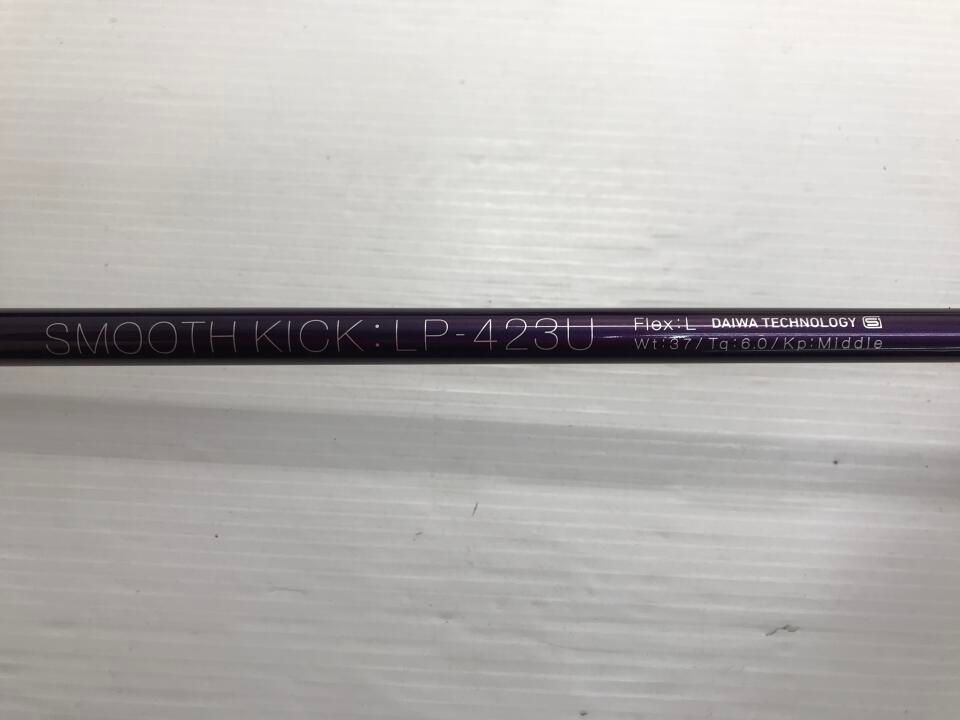 SMOOTH KICK:LP-423U
Flex:L DAIWA TECHNOLOGY
Wt:37/Tq:6.0/Kp:Middle